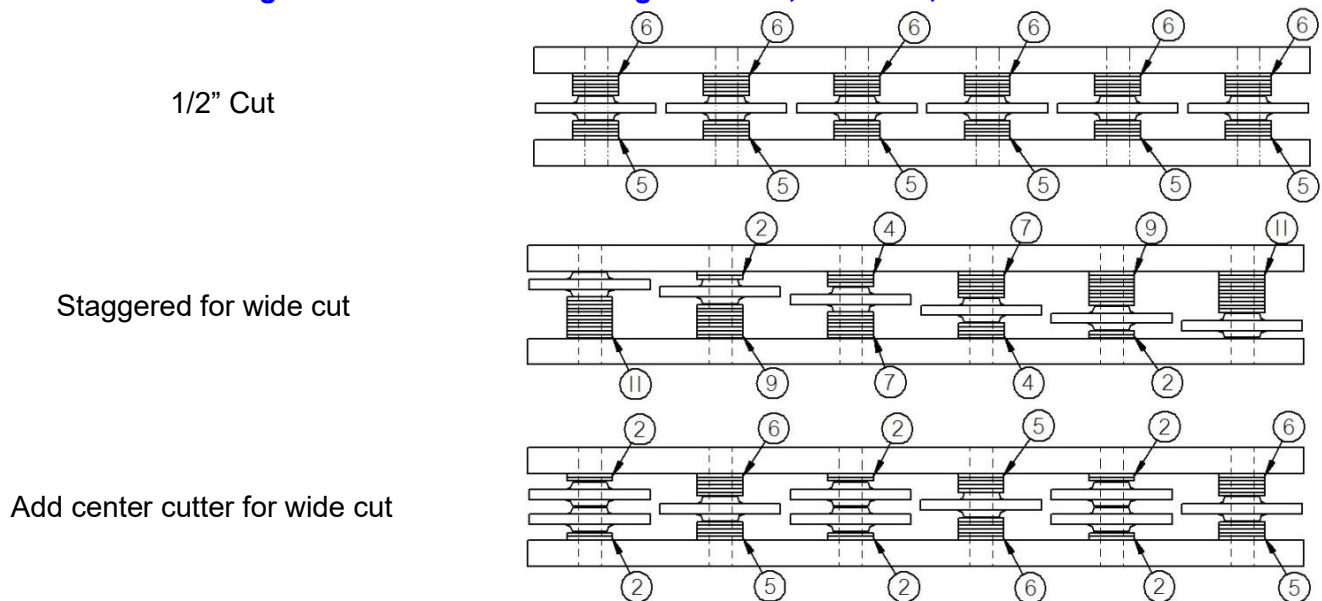 6 6 6 6 6 6
1/2” Cut
5 5 5 5 5 5
2 4 7 9 11
Staggered for wide cut
11 9 7 4 2
2 6 2 5 2 6
Add center cutter for wide cut
2 5 2 6 2 5